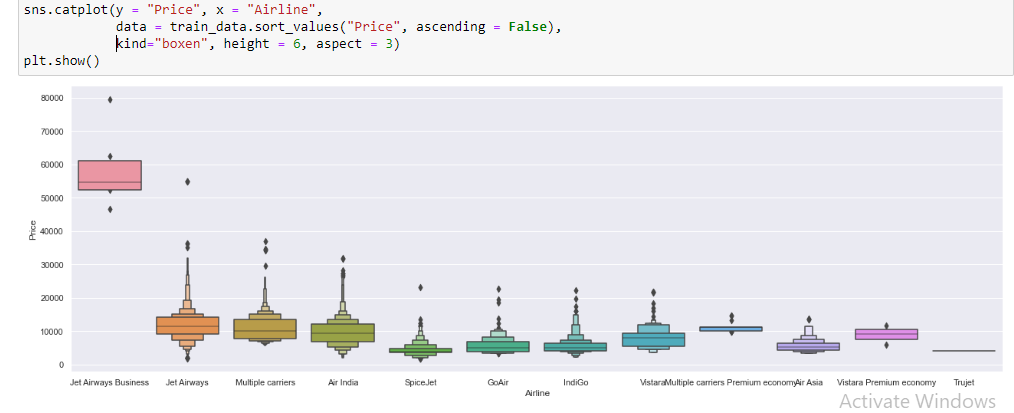 sns.catplot(y = "Price", x = "Airline",
data = train_data.sort_values("Price", ascending = False),
kind="boxen", height = 6, aspect = 3)
plt.show()
80000
70000
60000
50000
40000
30000
20000
10000
0
Price
Jet Airways Business Jet Airways Multiple carriers Air India SpiceJet GoAir IndiGo Vistara Multiple carriers Premium economy Air Asia Vistara Premium economy Trujet
Airline
Activate Windows